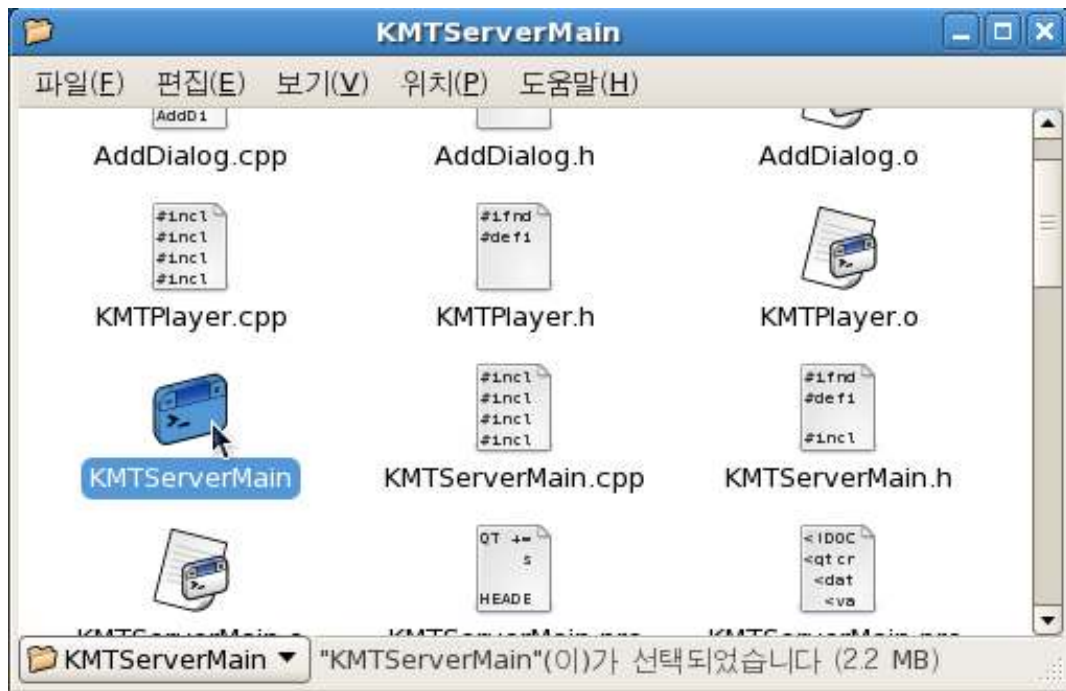 KMTServerMain
파일(F) 편집(E) 보기(V) 위치(P) 도움말(H)
AddDi
AddDialog.cpp AddDialog.h AddDialog.o
#incl #ifnd
#incl #defi
#incl
#incl
KMTPlayer.cpp KMTPlayer.h KMTPlayer.o
#incl #ifnd
#incl #defi
#incl
#incl #incl
KMTServerMain KMTServerMain.cpp KMTServerMain.h
QT += <!DOC
s <qtcr
<dat
HEADE <va
KMTServerMain ▼ "KMTServerMain"(이)가 선택되었습니다 (2.2 MB)